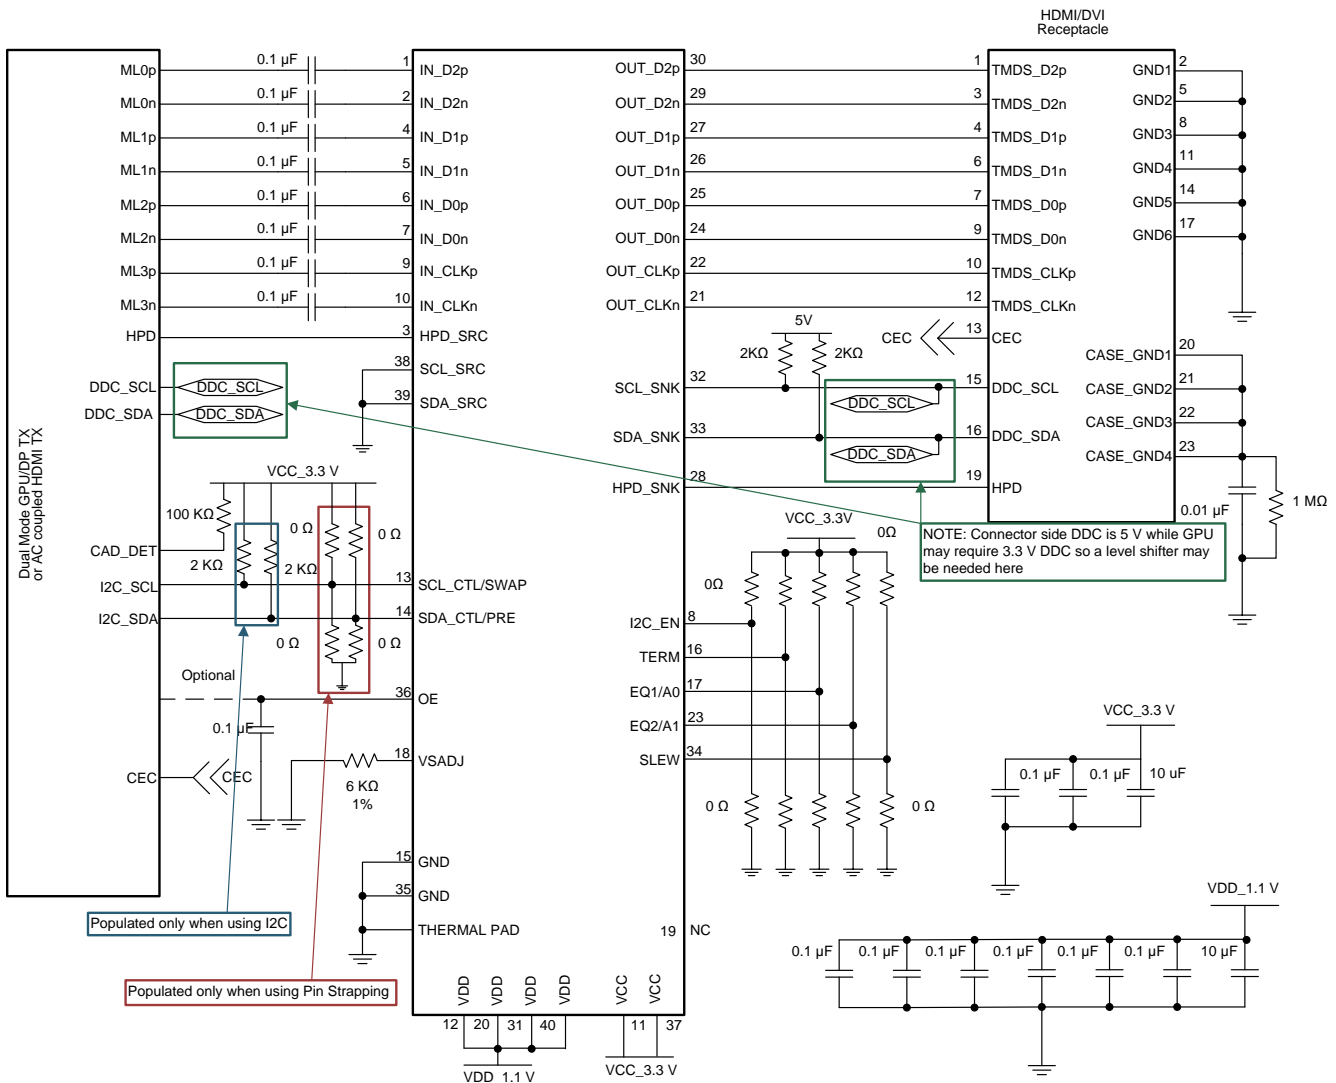 HDMI/DVI
Receptacle
Dual Mode GPU/DP TX
or AC coupled HDMI TX
ML0p
0.1 µF
1
IN_D2p
OUT_D2p
30
1
TMDS_D2p
GND1
2
ML0n
0.1 µF
2
IN_D2n
OUT_D2n
29
3
TMDS_D2n
GND2
5
ML1p
0.1 µF
4
IN_D1p
OUT_D1p
27
4
TMDS_D1p
GND3
8
ML1n
0.1 µF
5
IN_D1n
OUT_D1n
26
6
TMDS_D1n
GND4
11
ML2p
0.1 µF
6
IN_D0p
OUT_D0p
25
7
TMDS_D0p
GND5
14
ML2n
0.1 µF
7
IN_D0n
OUT_D0n
24
9
TMDS_D0n
GND6
17
ML3p
0.1 µF
9
IN_CLKp
OUT_CLKp
22
10
TMDS_CLKp
ML3n
0.1 µF
10
IN_CLKn
OUT_CLKn
21
12
TMDS_CLKn
HPD
3
HPD_SRC
5V
CEC
13
CEC
2KΩ
2KΩ
38
SCL_SRC
CASE_GND1
20
DDC_SCL
DDC_SCL
SCL_SNK
32
15
DDC_SCL
CASE_GND2
21
39
SDA_SRC
DDC_SCL
DDC_SDA
DDC_SDA
CASE_GND3
22
SDA_SNK
33
16
DDC_SDA
DDC_SDA
CASE_GND4
23
VCC_3.3 V
HPD_SNK
28
19
HPD
0.01 µF
1 MΩ
100 KΩ
0 Ω
0 Ω
VCC_3.3V
0Ω
NOTE: Connector side DDC is 5 V while GPU
may require 3.3 V DDC so a level shifter may
be needed here
CAD_DET
2 KΩ
2 KΩ
I2C_SCL
13
SCL_CTL/SWAP
0Ω
I2C_SDA
14
SDA_CTL/PRE
I2C_EN
8
0 Ω
0 Ω
TERM
16
Optional
36
OE
EQ1/A0
17
0.1 µF
EQ2/A1
23
VCC_3.3 V
18
VSADJ
SLEW
34
CEC
CEC
6 KΩ
1%
0 Ω
0 Ω
0.1 µF
0.1 µF
10 uF
15
GND
35
GND
VDD_1.1 V
Populated only when using I2C
THERMAL PAD
19
NC
0.1 µF
0.1 µF
0.1 µF
0.1 µF
0.1 µF
0.1 µF
10 µF
Populated only when using Pin Strapping
VDD
VDD
VDD
VDD
VCC
VCC
12
20
31
40
11
37
VDD_1.1 V
VCC_3.3 V